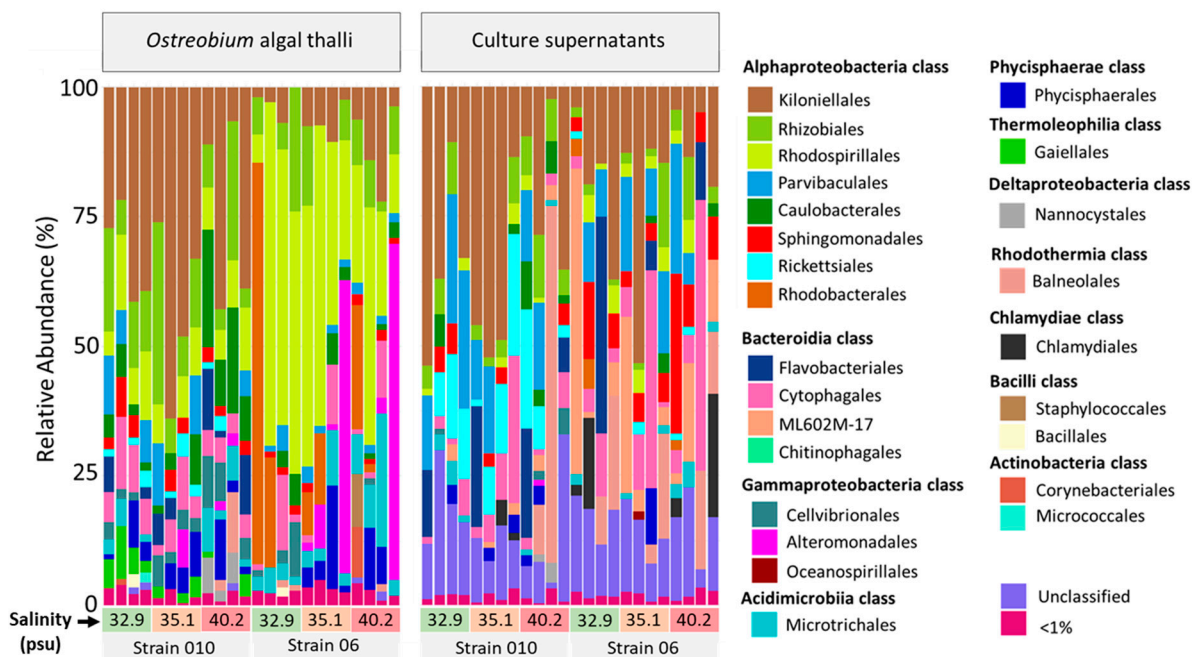 Ostreobium algal thalli
Culture supernatants
Relative Abundance (%)
100
75
50
25
0
Salinity (psu)
32.9 35.1 40.2 32.9 35.1 40.2
Strain 010 Strain 06
32.9 35.1 40.2 32.9 35.1 40.2
Strain 010 Strain 06
Alphaproteobacteria class
Kiloniellales
Rhizobiales
Rhodospirillales
Parvibaculales
Caulobacterales
Sphingomonadales
Rickettsiales
Rhodobacterales
Bacteroidia class
Flavobacteriales
Cytophagales
ML602M-17
Chitinophagales
Gammaproteobacteria class
Cellvibrionales
Alteromonadales
Oceanospirillales
Acidimicrobiia class
Microtrichales
Phycisphaerae class
Phycisphaerales
Thermoleophilia class
Gaiellales
Deltaproteobacteria class
Nannocystales
Rhodothermia class
Balneolales
Chlamydiae class
Chlamydiales
Bacilli class
Staphylococcales
Bacillales
Actinobacteria class
Corynebacteriales
Micrococcales
Unclassified
<1%